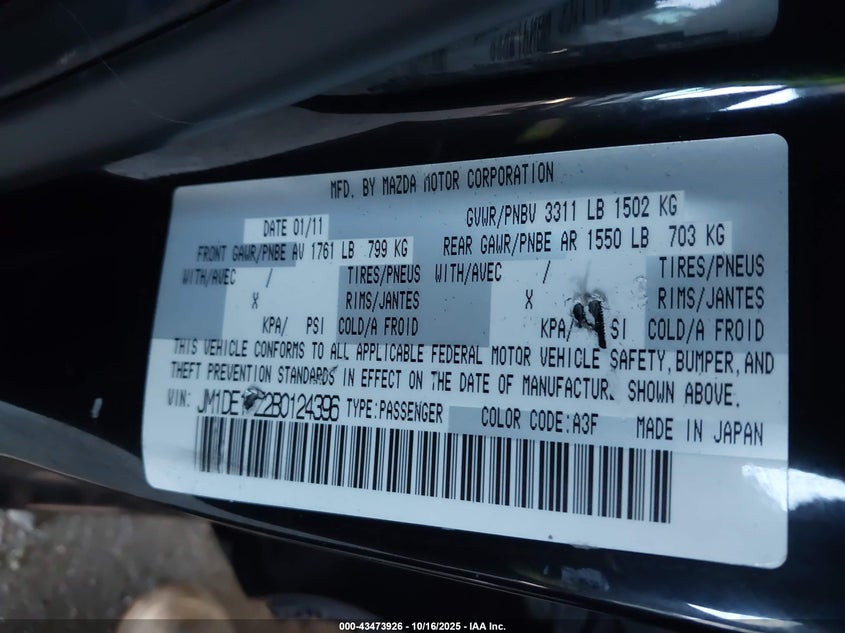 MFD. BY MAZDA MOTOR CORPORATION
DATE 01/11 GVWR/PNBV 3311 LB 1502 KG
FRONT GAWR/PNBE AV 1761 LB 799 KG REAR GAWR/PNBE AR 1550 LB 703 KG
WITH/AVEC / TIRES/PNEUS WITH/AVEC / TIRES/PNEUS
X RIMS/JANTES X RIMS/JANTES
KPA/ PSI COLD/A FROID KPA/ SI COLD/A FROID
THIS VEHICLE CONFORMS TO ALL APPLICABLE FEDERAL MOTOR VEHICLE SAFETY, BUMPER, AND
THEFT PREVENTION STANDARDS IN EFFECT ON THE DATE OF MANUFACTURE SHOWN ABOVE.
VIN: TYPE:PASSENGER COLOR CODE:A3F MADE IN JAPAN
000-43473926 - 10/16/2025 - IAA Inc.